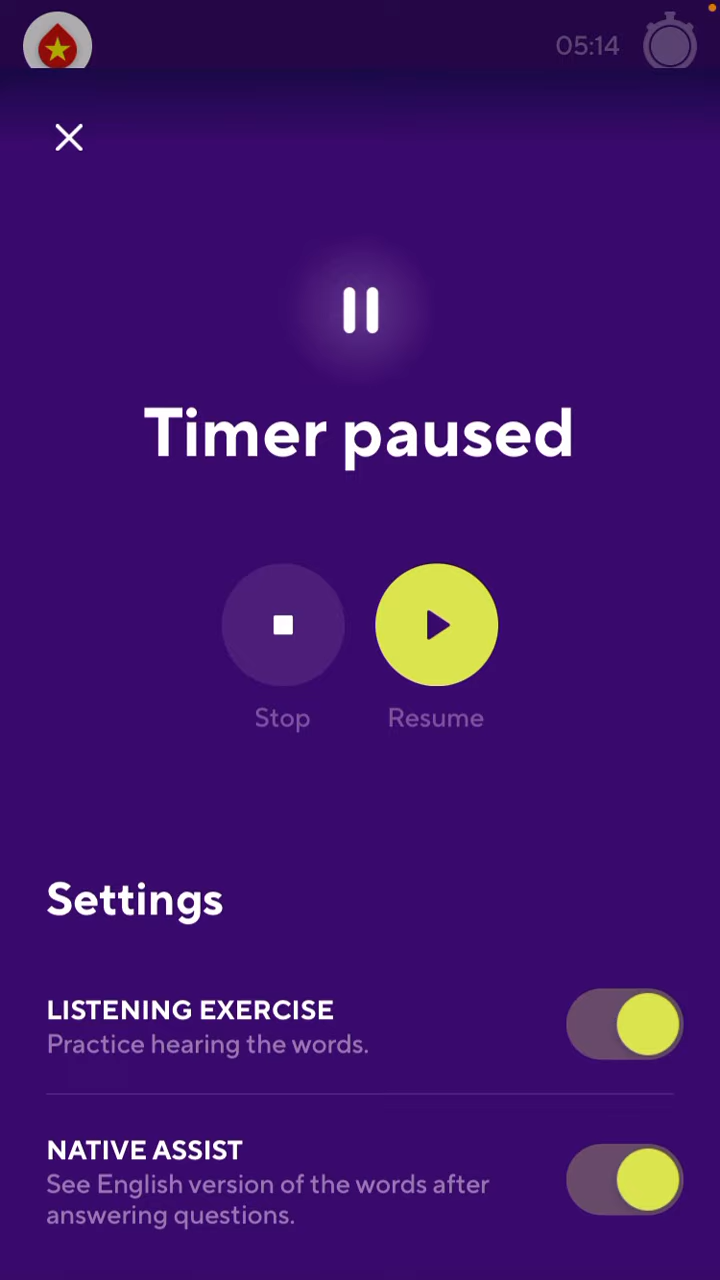 05:14
Timer paused
Stop
Resume
Settings
LISTENING EXERCISE
Practice hearing the words.
NATIVE ASSIST
See English version of the words after
answering questions.